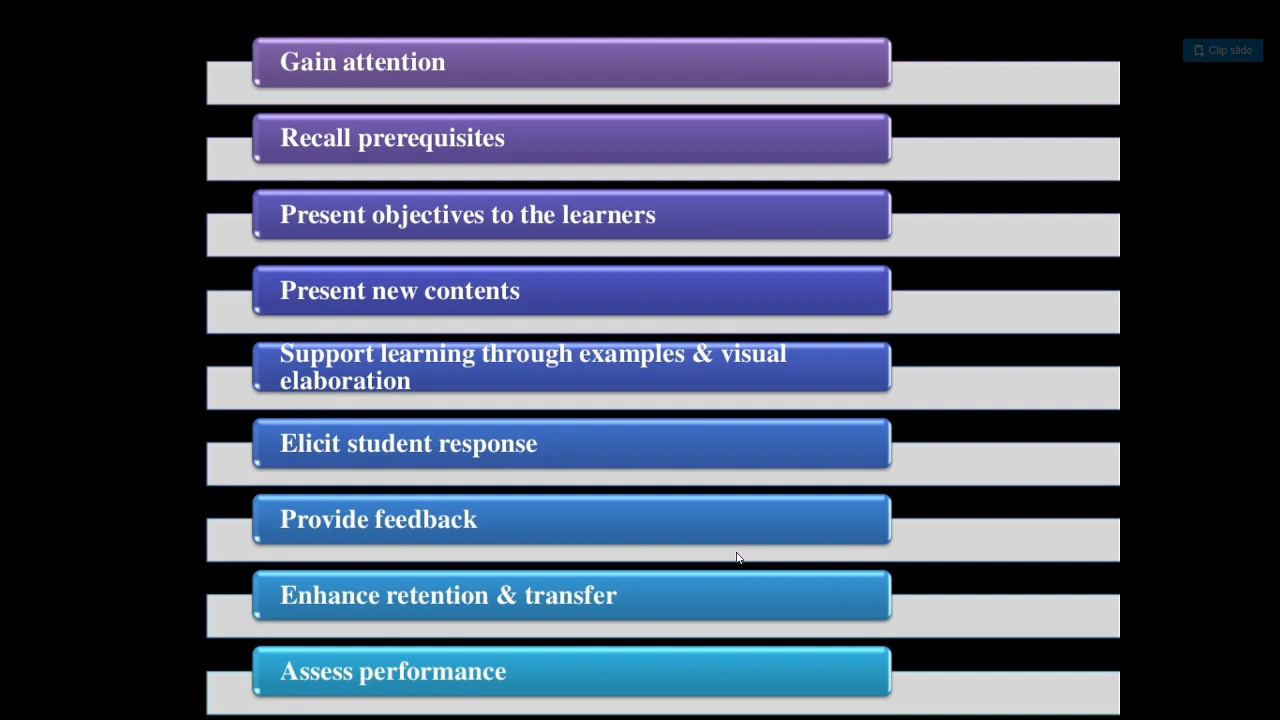 Gain attention
Clip slide
Recall prerequisites
Present objectives to the learners
Present new contents
Support learning through examples & visual
elaboration
Elicit student response
Provide feedback
Enhance retention & transfer
Assess performance